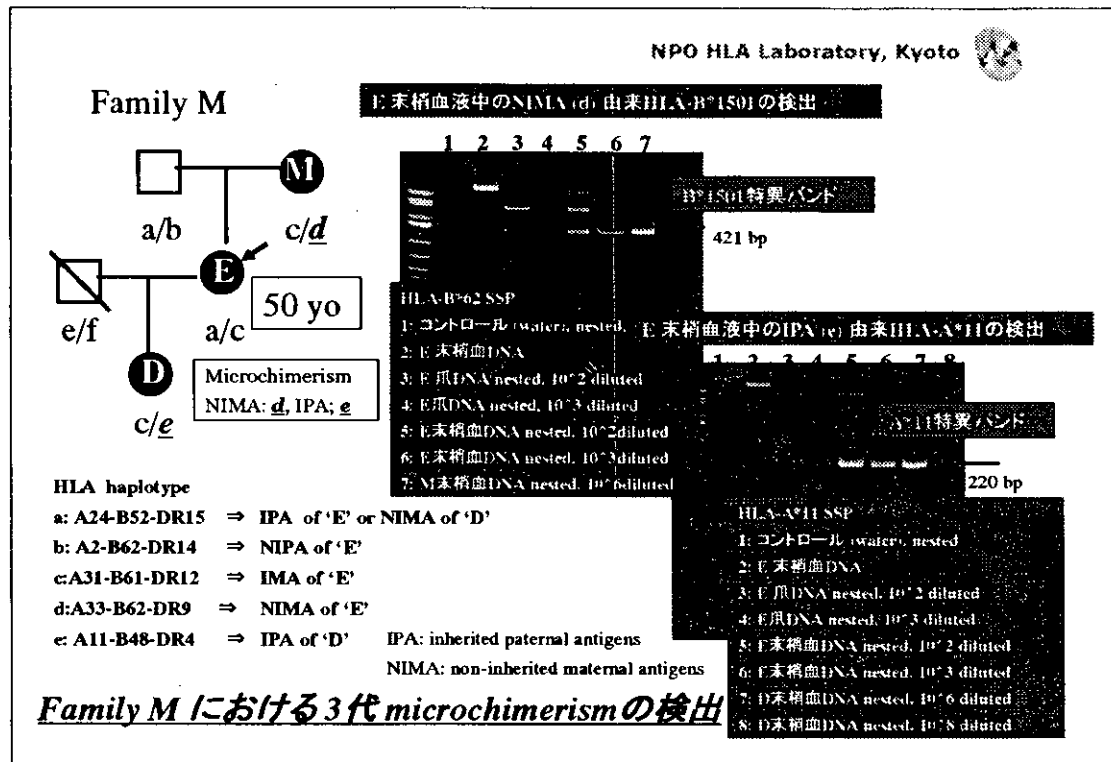 NPO HLA Laboratory, Kyoto
Family M
E 末梢血液中のNIMA (d) 由来HLA-B*1501の検出
1 2 3 4 5 6 7
M
a/b
c/d
B*1501特異バンド
421 bp
E
50 yo
e/f
a/c
HLA-B*62 SSP
1: コントロール (water), nested,
2: E 末梢血DNA
3: E 爪DNA nested, 10^2 diluted
4: E爪DNA nested, 10^3 diluted
5: E末梢血DNA nested, 10^2diluted
6: E末梢血DNA nested, 10^3diluted
7: M末梢血DNA nested, 10^6diluted
E 末梢血液中のIPA (e) 由来HLA-A*11の検出
1 2 3 4 5 6 7 8
D
Microchimerism
NIMA: d, IPA; e
c/e
A*11特異バンド
220 bp
HLA haplotype
a: A24-B52-DR15 ⇒ IPA of ‘E’ or NIMA of ‘D’
b: A2-B62-DR14 ⇒ NIPA of ‘E’
c:A31-B61-DR12 ⇒ IMA of ‘E’
d:A33-B62-DR9 ⇒ NIMA of ‘E’
e: A11-B48-DR4 ⇒ IPA of ‘D’
IPA: inherited paternal antigens
NIMA: non-inherited maternal antigens
HLA-A*11 SSP
1: コントロール (water), nested
2: E 末梢血DNA
3: E 爪DNA nested, 10^2 diluted
4: E爪DNA nested, 10^3 diluted
5: E末梢血DNA nested, 10^2 diluted
6: E末梢血DNA nested, 10^3 diluted
7: D末梢血DNA nested, 10^6 diluted
8: D末梢血DNA nested, 10^8 diluted
Family M における3代 microchimerismの検出